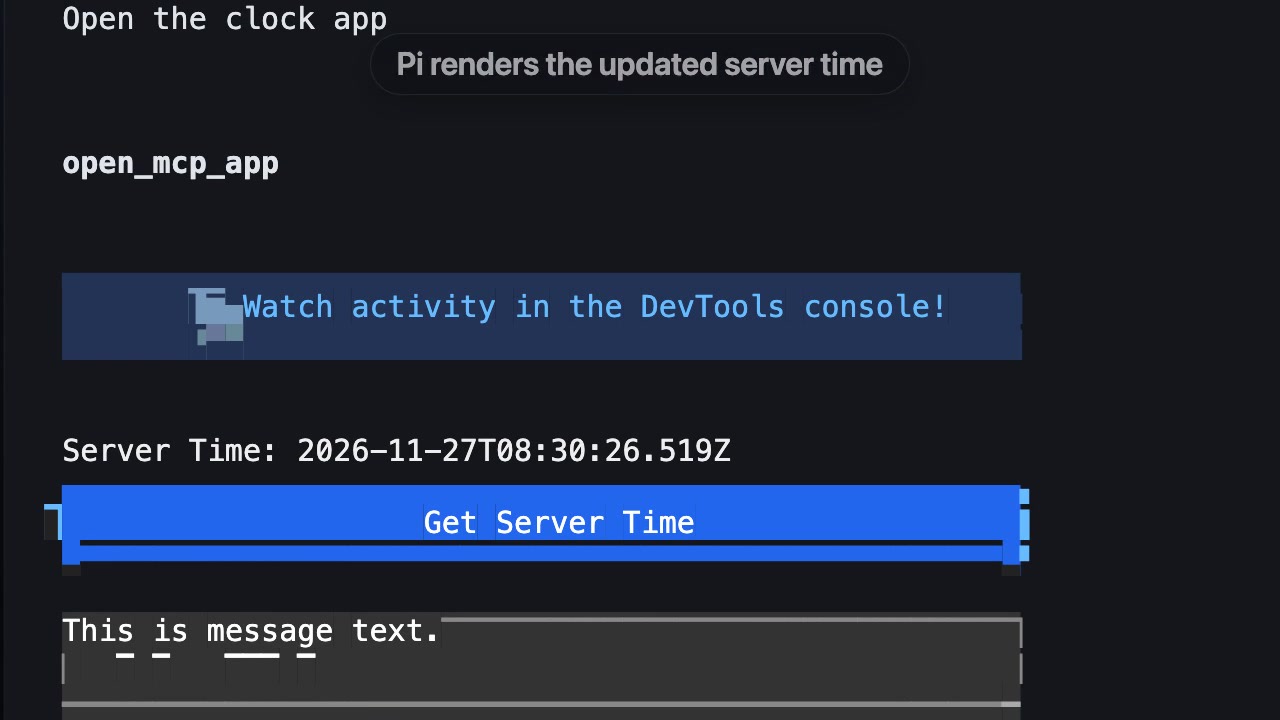 Open the clock app
Pi renders the updated server time
open_mcp_app
Watch activity in the DevTools console!
Server Time: 2026-11-27T08:30:26.519Z
Get Server Time
This is message text.